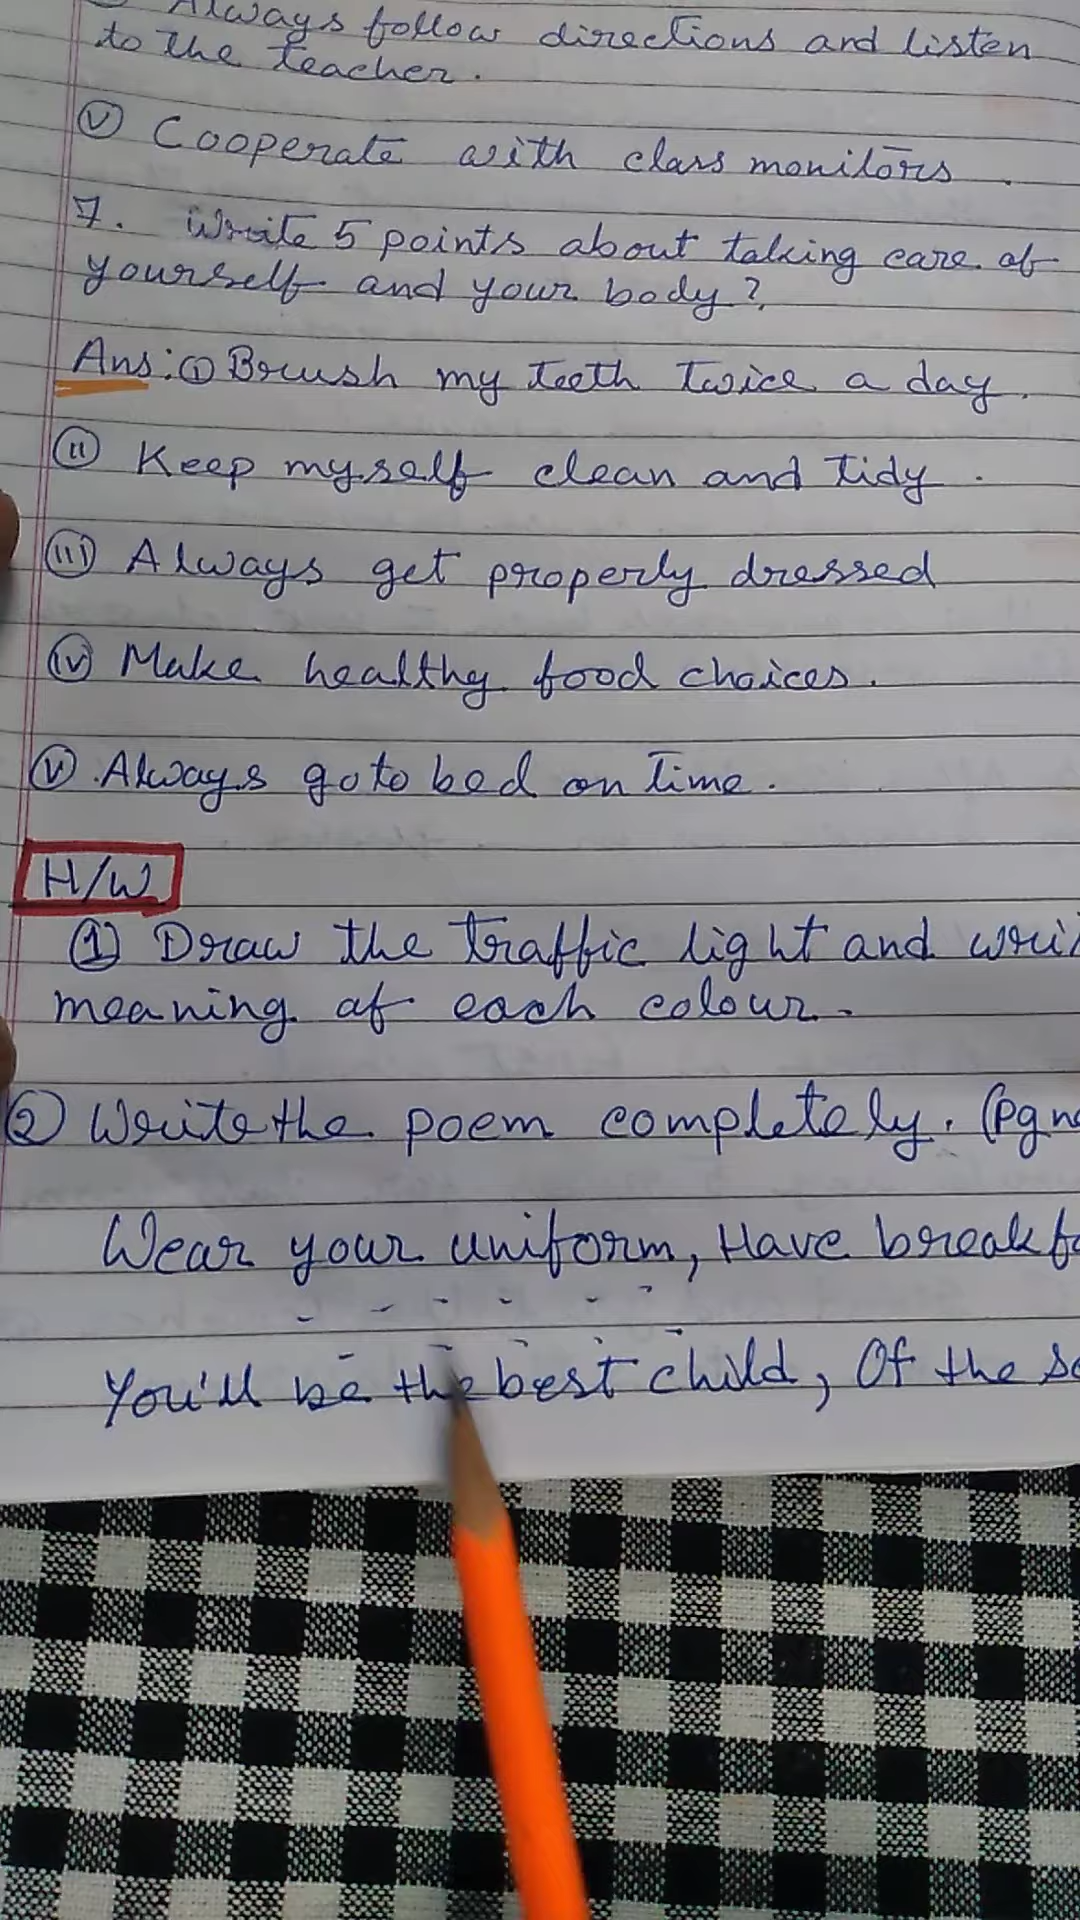 Always follow directions and listen
to the teacher.
(v) Cooperate with class monitors.
7. Write 5 points about taking care of
yourself and your body?
Ans: (i) Brush my teeth twice a day.
(ii) Keep myself clean and tidy.
(iii) Always get properly dressed
(iv) Make healthy food choices.
(v) Always go to bed on time.
H/W
(1) Draw the traffic light and
meaning of each colour.
(2) Write the poem completely. (Pg
Wear your uniform, Have
You'll be the best child, Of the